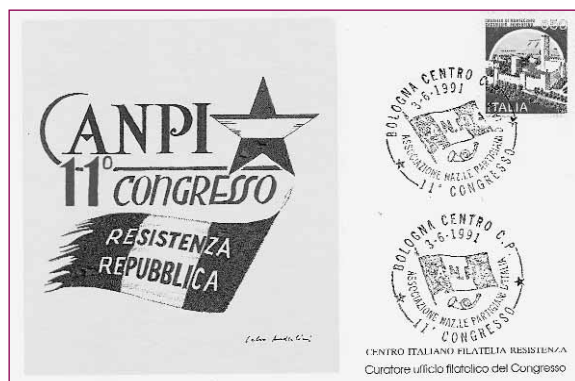 ANPI
11° CONGRESSO
RESISTENZA
REPUBBLICA
650
ITALIA
BOLOGNA CENTRO C.P.
3-6-1991
ASSOCIAZIONE NAZ.LE PARTIGIANI D'ITALIA
11° CONGRESSO
BOLOGNA CENTRO C.P.
3-6-1991
ASSOCIAZIONE NAZ.LE PARTIGIANI D'ITALIA
11° CONGRESSO
CENTRO ITALIANO FILATELIA RESISTENZA
Curatore ufficio filatelico del Congresso